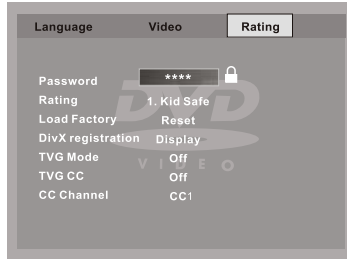 Language Video Rating
Password ****
Rating 1. Kid Safe
Load Factory Reset
DivX registration Display
TVG Mode Off
VIDEO
TVG CC Off
CC Channel CC1
DVD